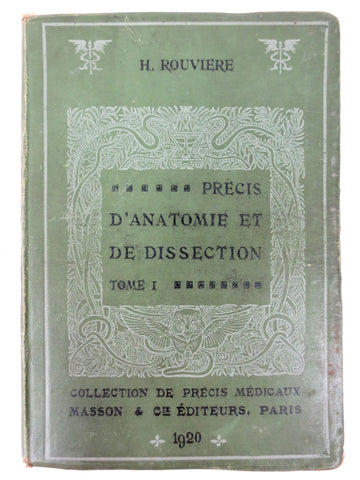 H. ROUVIERE
PRÉCIS
D'ANATOMIE ET
DE DISSECTION
TOME I
COLLECTION DE PRÉCIS MÉDICAUX
MASSON & CIE ÉDITEURS, PARIS
1920